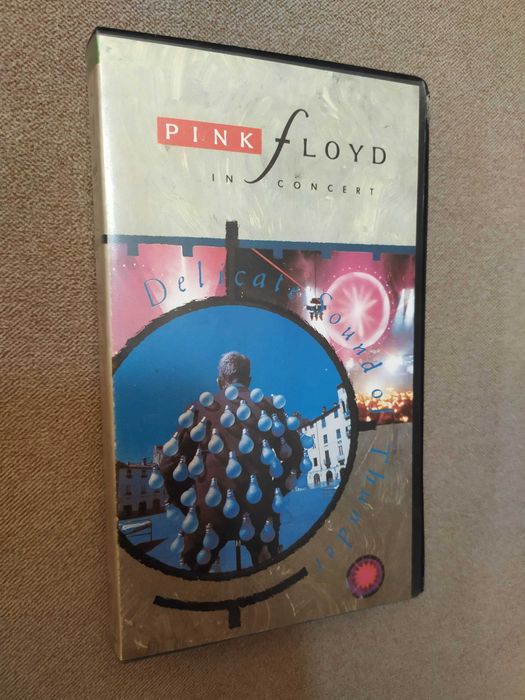 PINK FLOYD
IN CONCERT
Delicate Sound of Thunder